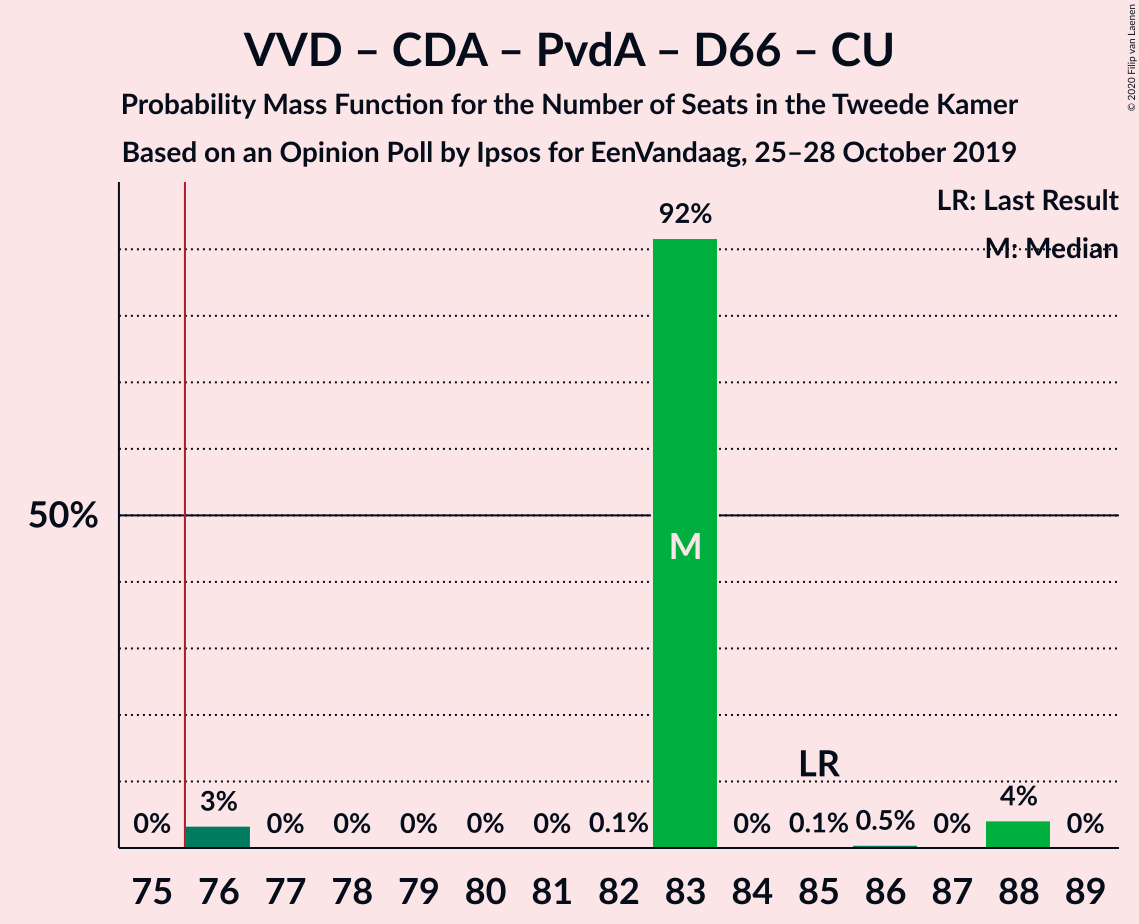 VVD – CDA – PvdA – D66 – CU
Probability Mass Function for the Number of Seats in the Tweede Kamer
Based on an Opinion Poll by Ipsos for EenVandaag, 25–28 October 2019
© 2020 Filip van Laenen
LR: Last Result
M: Median
92%
50%
M
LR
0% 3% 0% 0% 0% 0% 0% 0.1% 0% 0.1% 0.5% 0% 4% 0%
75 76 77 78 79 80 81 82 83 84 85 86 87 88 89